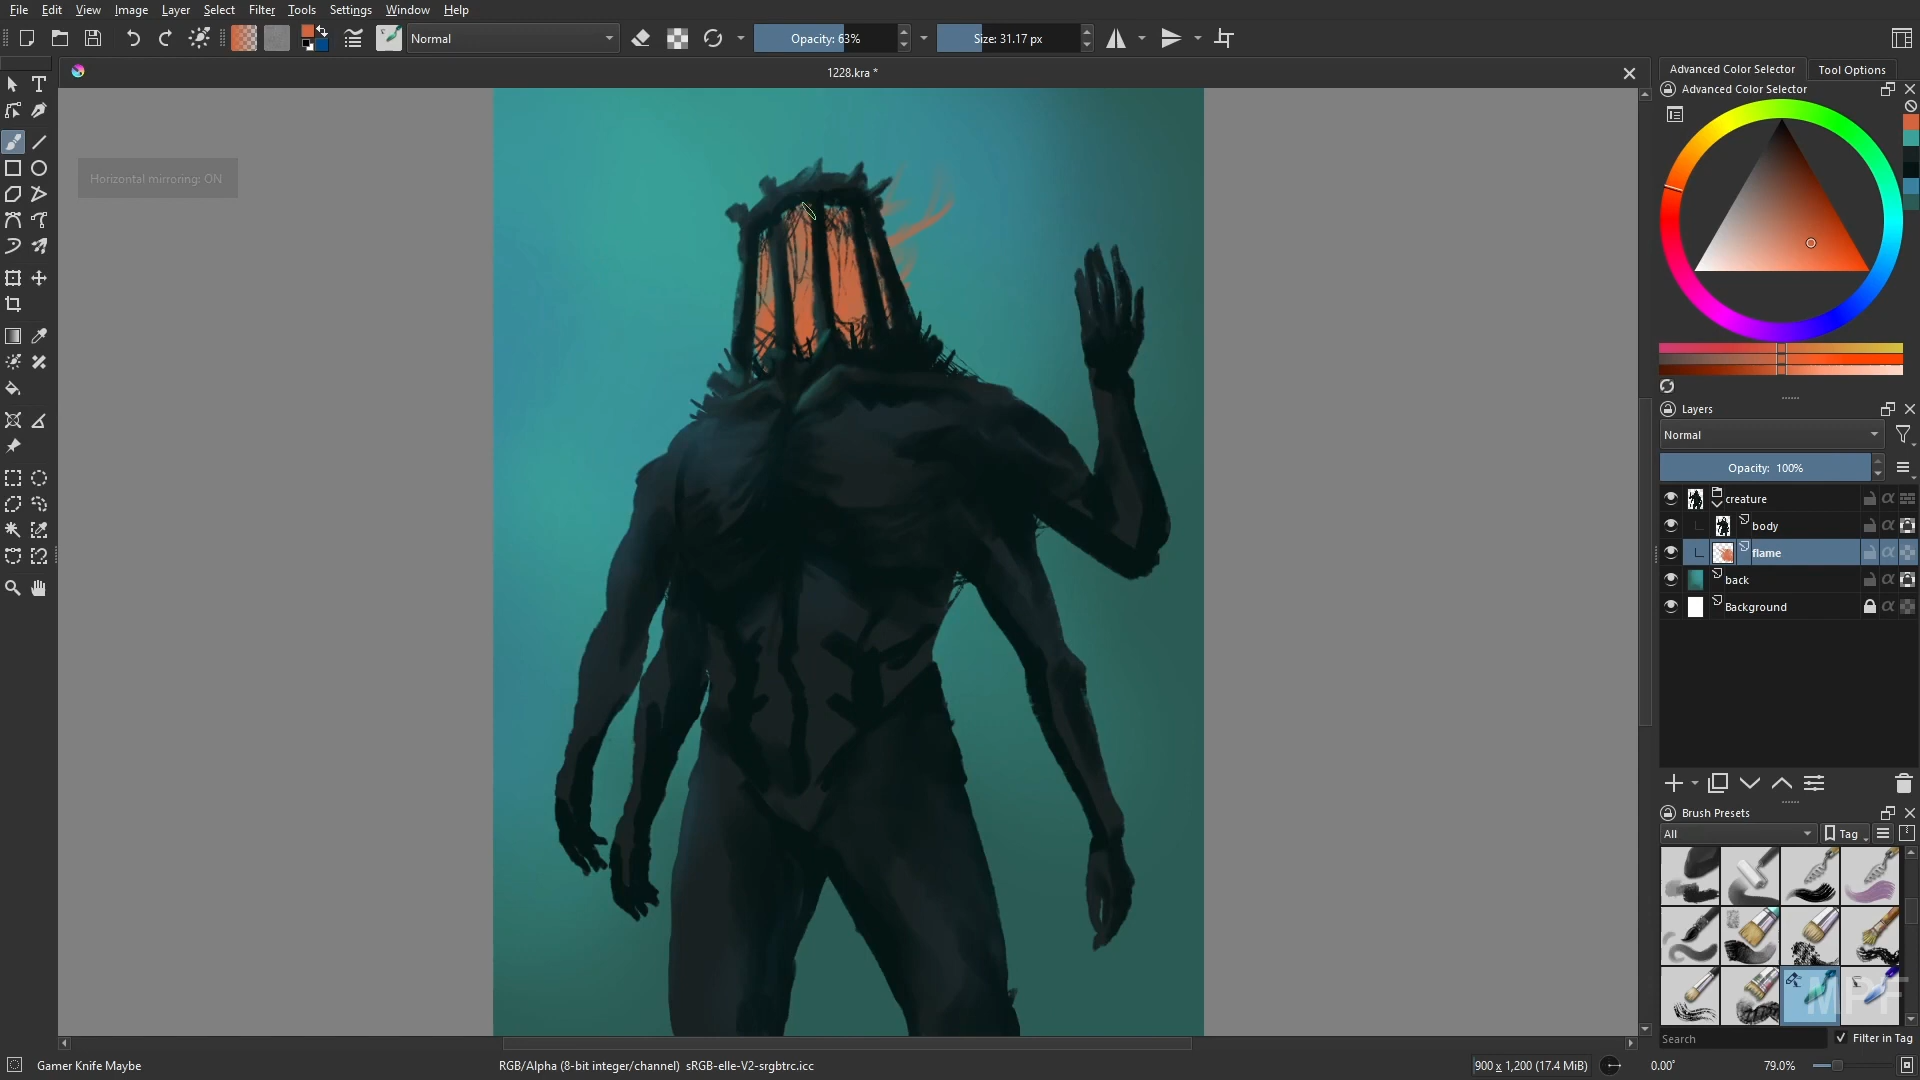 File Edit View Image Layer Select Filter Tools Settings Window Help
Normal
Opacity: 63%
Size: 31.17 px
1228.kra *
Horizontal mirroring: ON
Advanced Color Selector
Tool Options
Advanced Color Selector
Layers
Normal
Opacity: 100%
creature
body
flame
back
Background
Brush Presets
All
Tag
MPF
Search
Filter in Tag
Gamer Knife Maybe
RGB/Alpha (8-bit integer/channel) sRGB-elle-V2-srgbtrc.icc
900 x 1,200 (17.4 MiB)
0.00°
79.0%